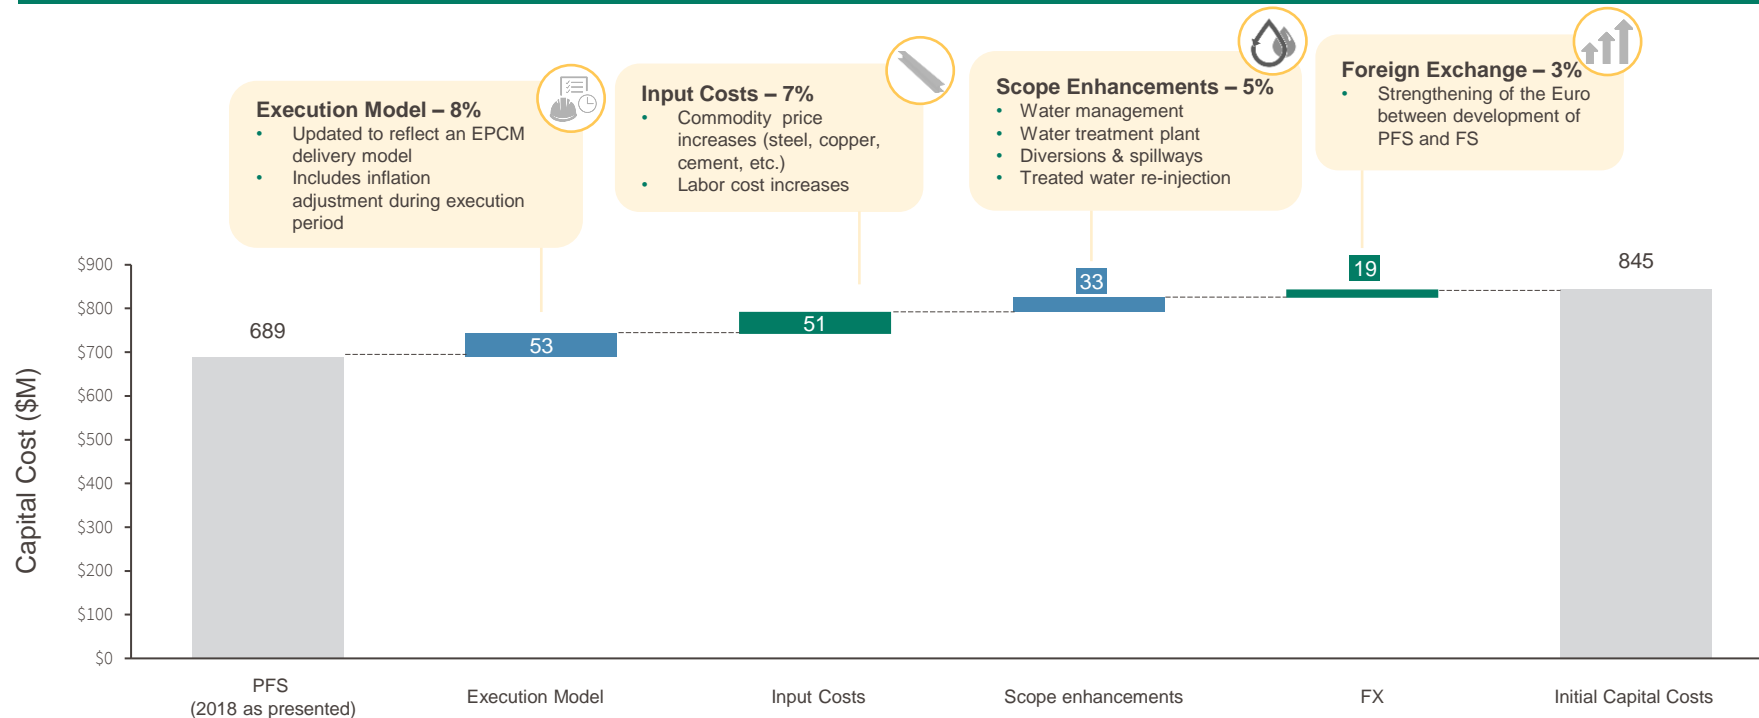 Execution Model – 8%
• Updated to reflect an EPCM
delivery model
• Includes inflation
adjustment during execution
period
Input Costs – 7%
• Commodity price
increases (steel, copper,
cement, etc.)
• Labor cost increases
Scope Enhancements – 5%
• Water management
• Water treatment plant
• Diversions & spillways
• Treated water re-injection
Foreign Exchange – 3%
• Strengthening of the Euro
between development of
PFS and FS
Capital Cost ($M)
$900
$800
$700
$600
$500
$400
$300
$200
$100
$0
689
53
51
33
19
845
PFS
(2018 as presented)
Execution Model
Input Costs
Scope enhancements
FX
Initial Capital Costs